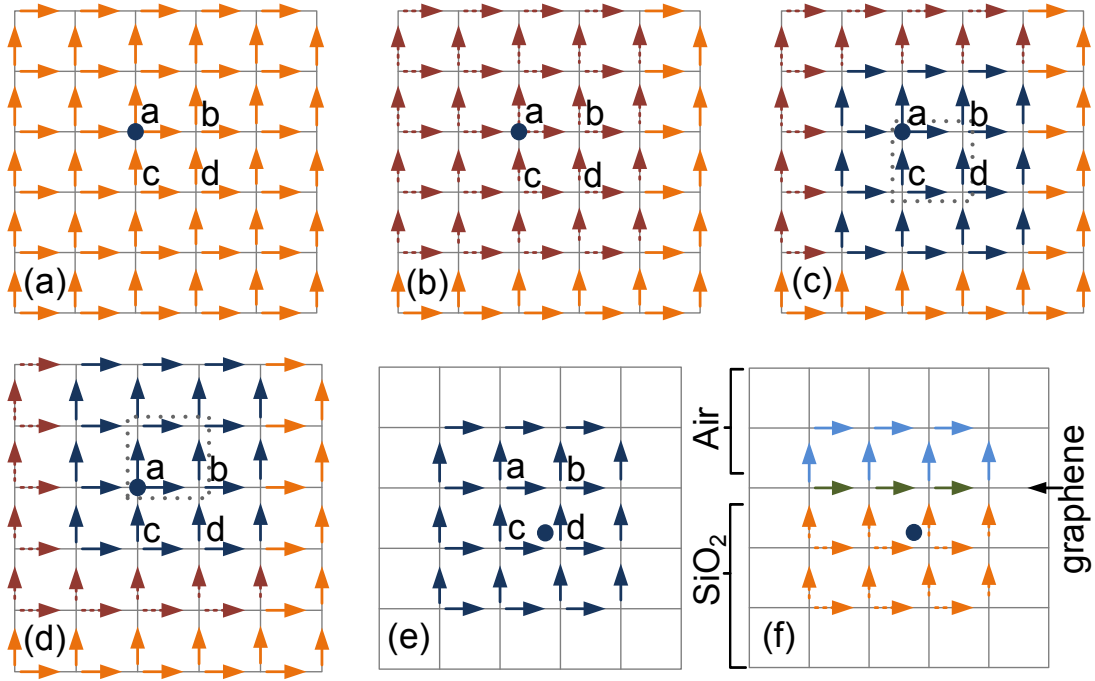 a b
c d
(a)
a b
c d
(b)
a b
c d
(c)
a b
c d
(d)
a b
c d
(e)
Air
SiO₂
graphene
(f)